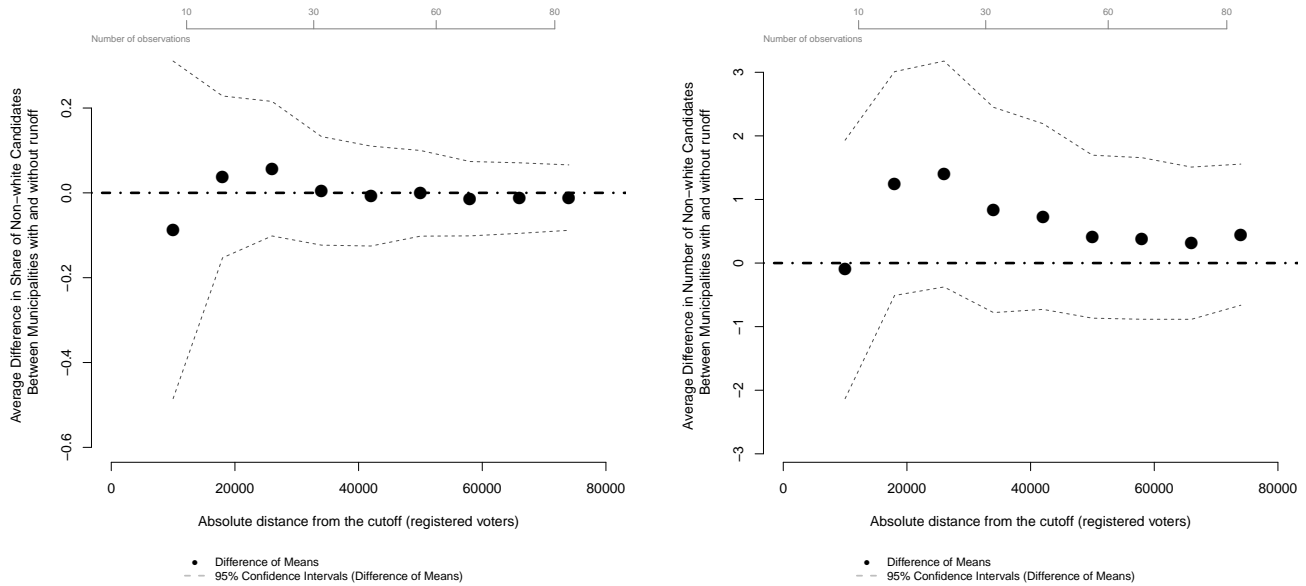 10 30 60 80
Number of observations
Average Difference in Share of Non−white Candidates
Between Municipalities with and without runoff
0.2
0.0
−0.2
−0.4
−0.6
0 20000 40000 60000 80000
Absolute distance from the cutoff (registered voters)
Difference of Means
95% Confidence Intervals (Difference of Means)
10 30 60 80
Number of observations
Average Difference in Number of Non−white Candidates
Between Municipalities with and without runoff
3
2
1
0
−1
−2
−3
0 20000 40000 60000 80000
Absolute distance from the cutoff (registered voters)
Difference of Means
95% Confidence Intervals (Difference of Means)